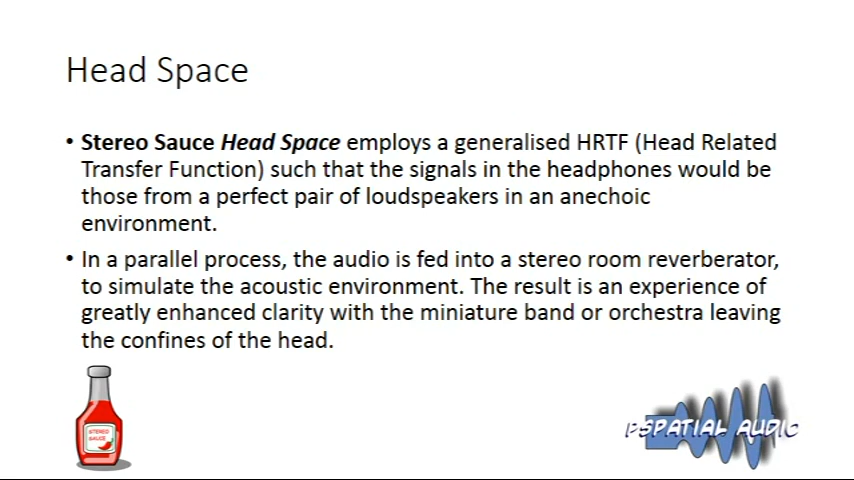 Head Space
• Stereo Sauce Head Space employs a generalised HRTF (Head Related
Transfer Function) such that the signals in the headphones would be
those from a perfect pair of loudspeakers in an anechoic
environment.
• In a parallel process, the audio is fed into a stereo room reverberator,
to simulate the acoustic environment. The result is an experience of
greatly enhanced clarity with the miniature band or orchestra leaving
the confines of the head.
STEREO
SAUCE
PSPATIAL AUDIO